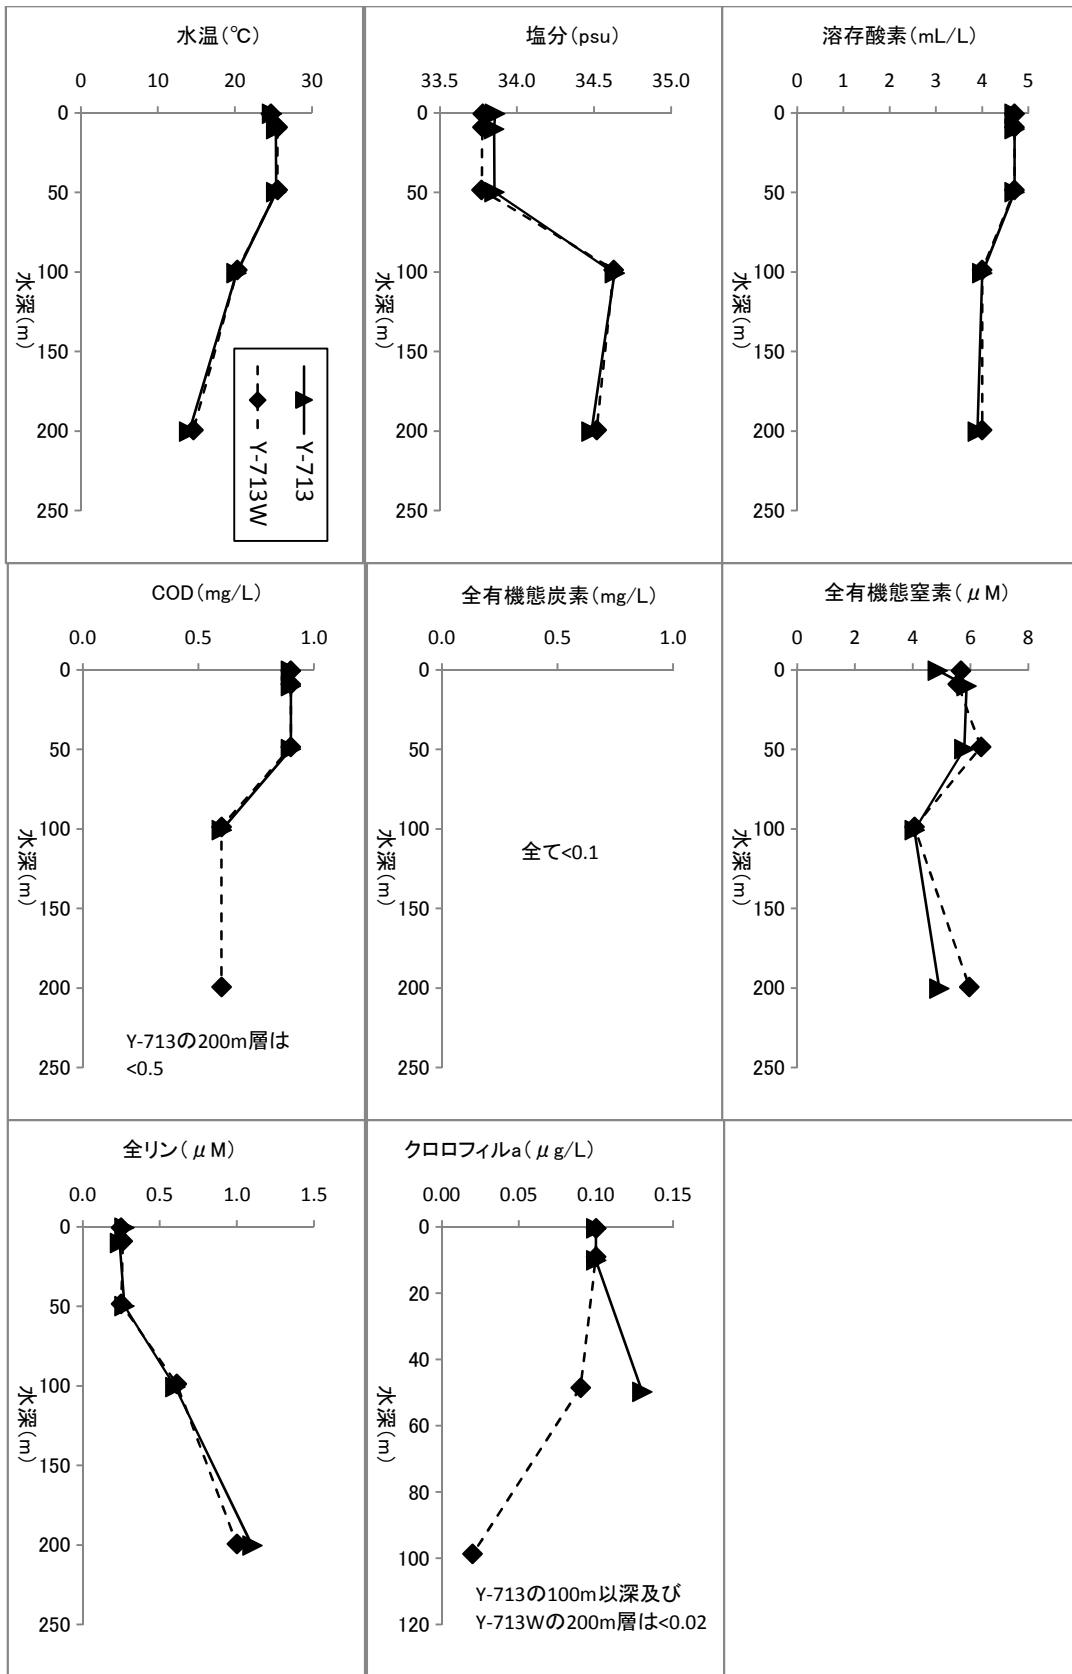 水温(℃)
0 10 20 30
0
50
100
150
200
250
水深(m)
Y-713
Y-713W
塩分(psu)
33.5 34.0 34.5 35.0
0
50
100
150
200
250
水深(m)
溶存酸素(mL/L)
0 1 2 3 4 5
0
50
100
150
200
250
水深(m)
COD(mg/L)
0.0 0.5 1.0
0
50
100
150
200
250
水深(m)
Y-713の200m層は
<0.5
全有機態炭素(mg/L)
0.0 0.5 1.0
0
50
100
150
200
250
水深(m)
全て<0.1
全有機態窒素(μM)
0 2 4 6 8
0
50
100
150
200
250
水深(m)
全リン(μM)
0.0 0.5 1.0 1.5
0
50
100
150
200
250
水深(m)
クロロフィルa(μg/L)
0.00 0.05 0.10 0.15
0
20
40
60
80
100
120
水深(m)
Y-713の100m以深及び
Y-713Wの200m層は<0.02